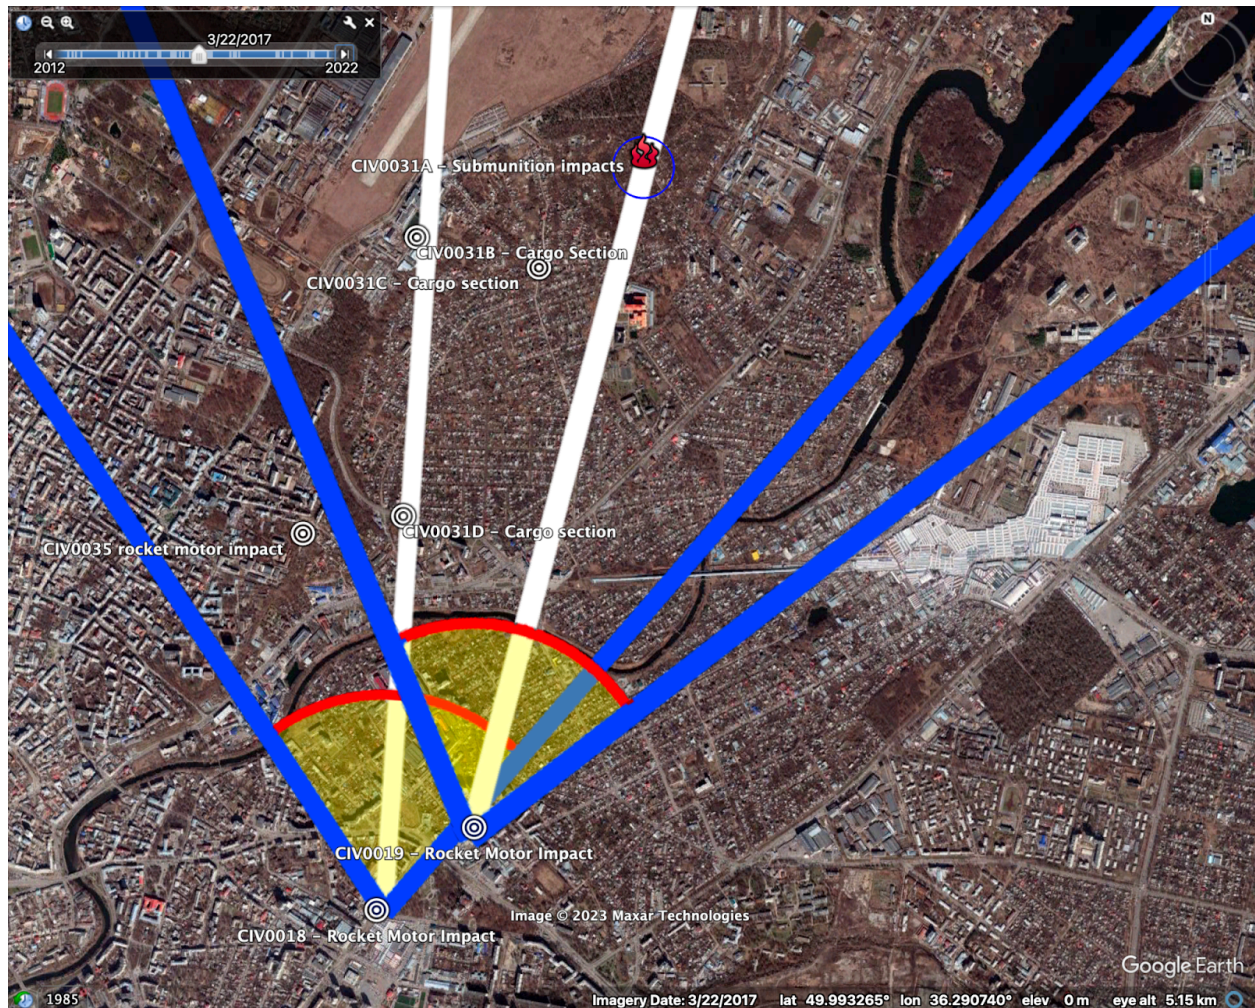 3/22/2017
2012
2022
N
CIV0031A – Submunition impacts
CIV0031B – Cargo Section
CIV0031C – Cargo section
CIV0031D – Cargo section
CIV0035 rocket motor impact
CIV0019 – Rocket Motor Impact
CIV0018 – Rocket Motor Impact
Image © 2023 Maxar Technologies
Google Earth
1985
Imagery Date: 3/22/2017 lat 49.993265° lon 36.290740° elev 0 m eye alt 5.15 km